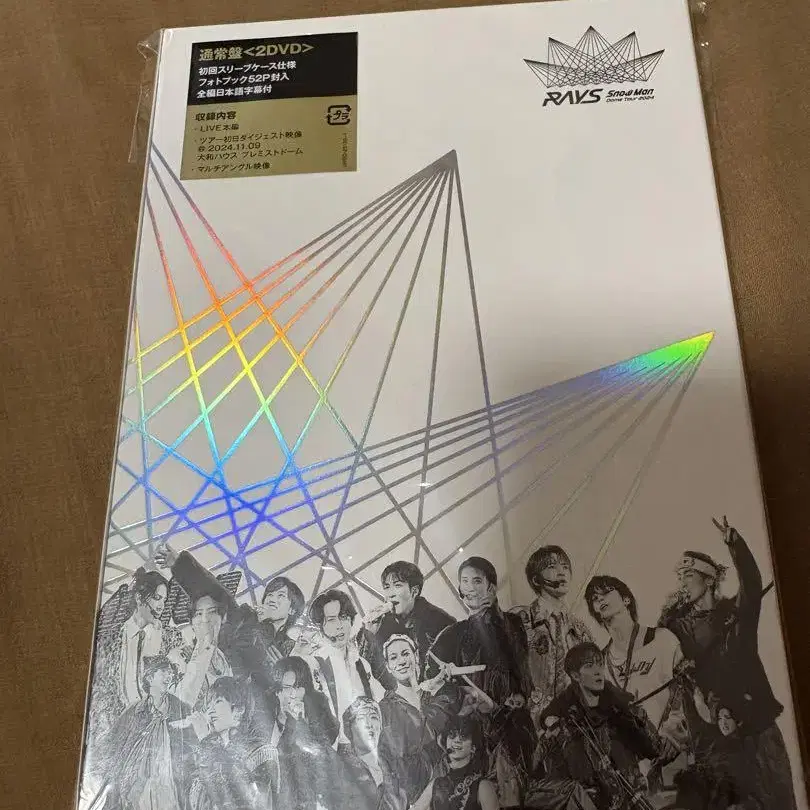 通常盤<2DVD>
初回スリーブケース仕様
フォトブック52P封入
全編日本語字幕付
収録内容
・LIVE本編
・ツアー初日ダイジェスト映像
@ 2024.11.09
大和ハウス プレミストドーム
・マルチアングル映像
プラ
RAYS
Snow Man
Dome Tour 2024